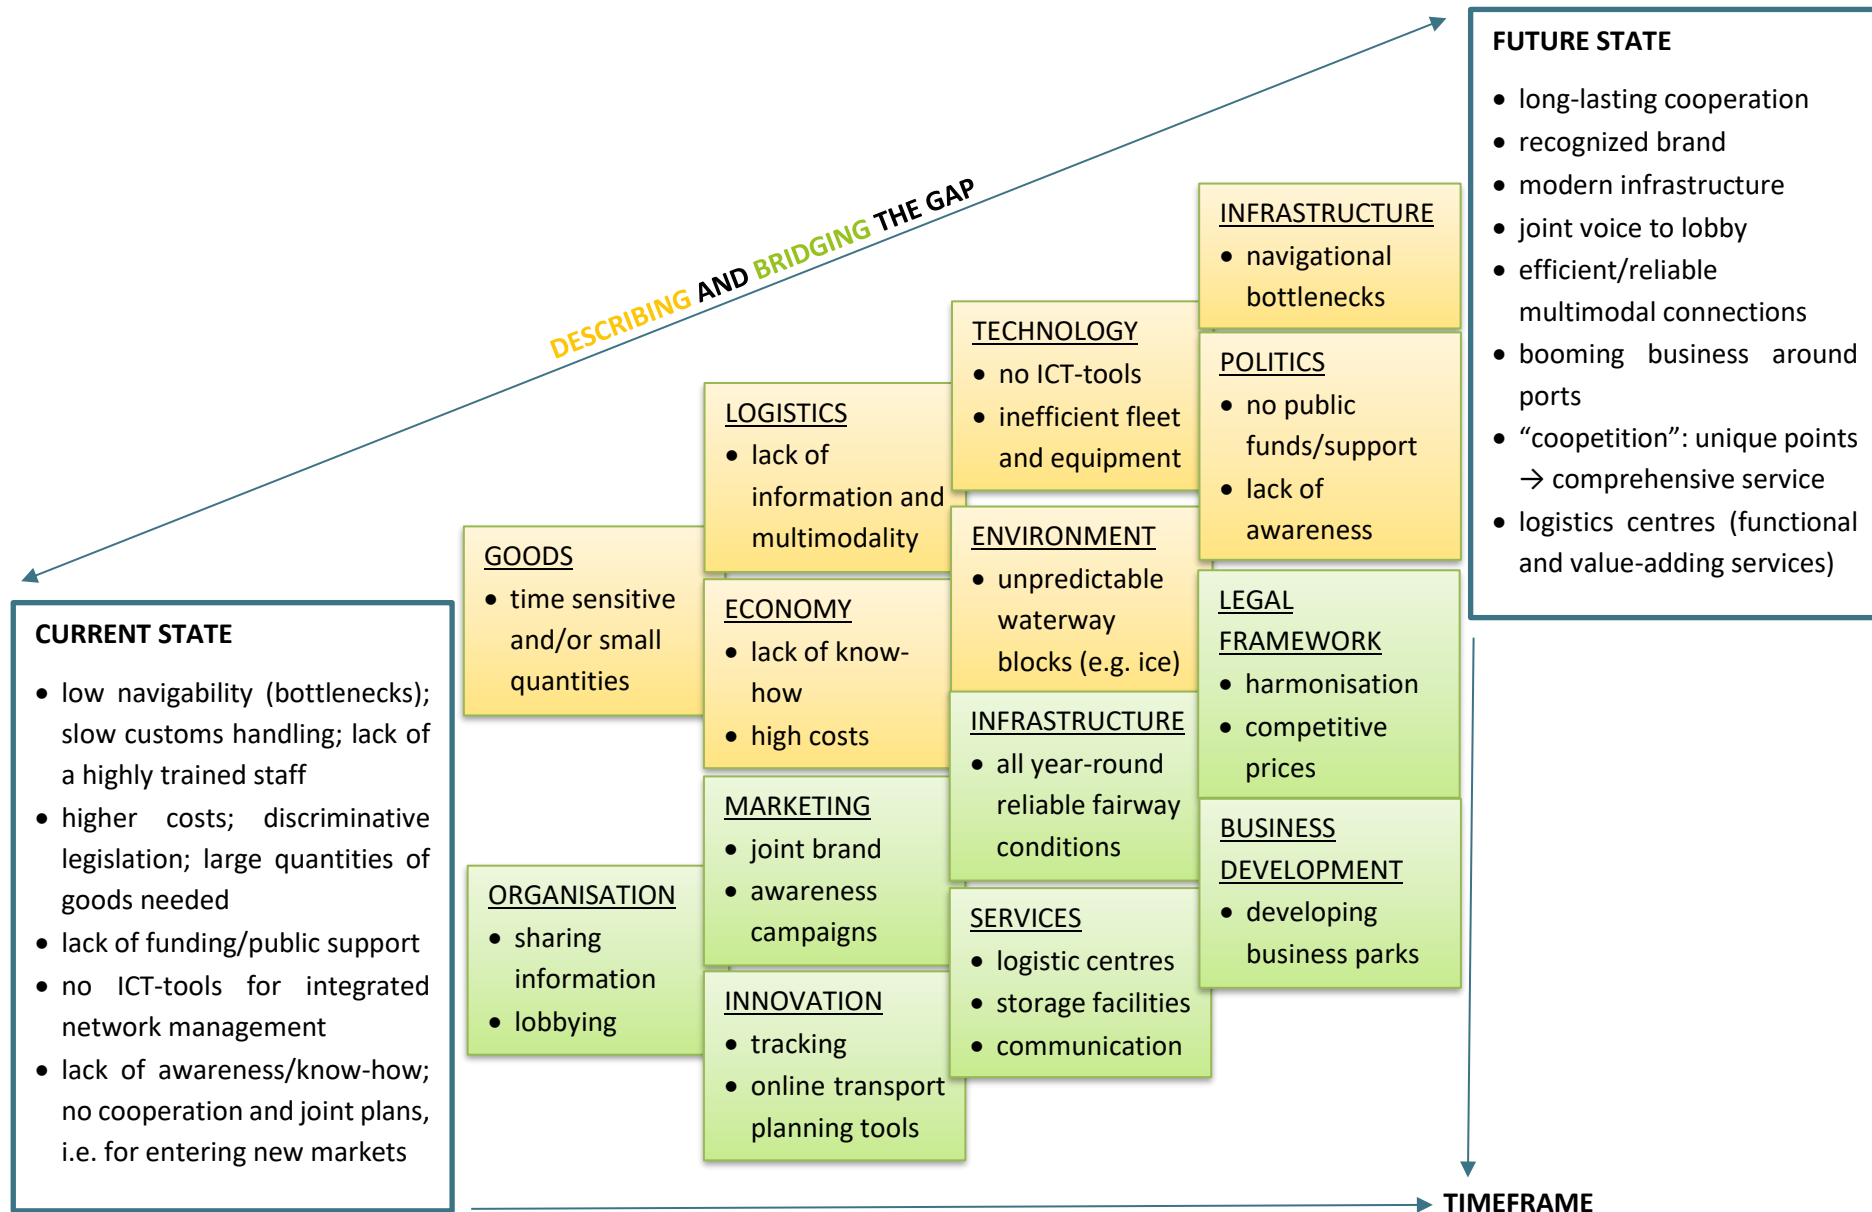 DESCRIBING AND BRIDGING THE GAP
CURRENT STATE
• low navigability (bottlenecks);
slow customs handling; lack of
a highly trained staff
• higher costs; discriminative
legislation; large quantities of
goods needed
• lack of funding/public support
• no ICT-tools for integrated
network management
• lack of awareness/know-how;
no cooperation and joint plans,
i.e. for entering new markets
GOODS
• time sensitive
and/or small
quantities
ORGANISATION
• sharing
information
• lobbying
LOGISTICS
• lack of
information and
multimodality
ECONOMY
• lack of know-
how
• high costs
MARKETING
• joint brand
• awareness
campaigns
INNOVATION
• tracking
• online transport
planning tools
TECHNOLOGY
• no ICT-tools
• inefficient fleet
and equipment
ENVIRONMENT
• unpredictable
waterway
blocks (e.g. ice)
INFRASTRUCTURE
• all year-round
reliable fairway
conditions
SERVICES
• logistic centres
• storage facilities
• communication
INFRASTRUCTURE
• navigational
bottlenecks
POLITICS
• no public
funds/support
• lack of
awareness
LEGAL
FRAMEWORK
• harmonisation
• competitive
prices
BUSINESS
DEVELOPMENT
• developing
business parks
FUTURE STATE
• long-lasting cooperation
• recognized brand
• modern infrastructure
• joint voice to lobby
• efficient/reliable
multimodal connections
• booming business around
ports
• “coopetition”: unique points
→ comprehensive service
• logistics centres (functional
and value-adding services)
TIMEFRAME